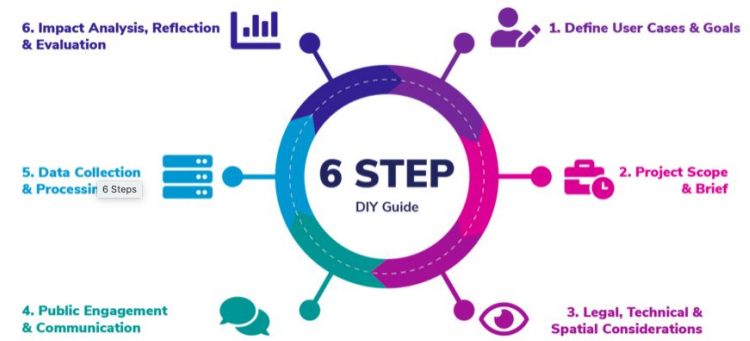 6. Impact Analysis, Reflection
& Evaluation
1. Define User Cases & Goals
6 STEP
DIY Guide
5. Data Collection
& Processin
6 Steps
2. Project Scope
& Brief
4. Public Engagement
& Communication
3. Legal, Technical &
Spatial Considerations